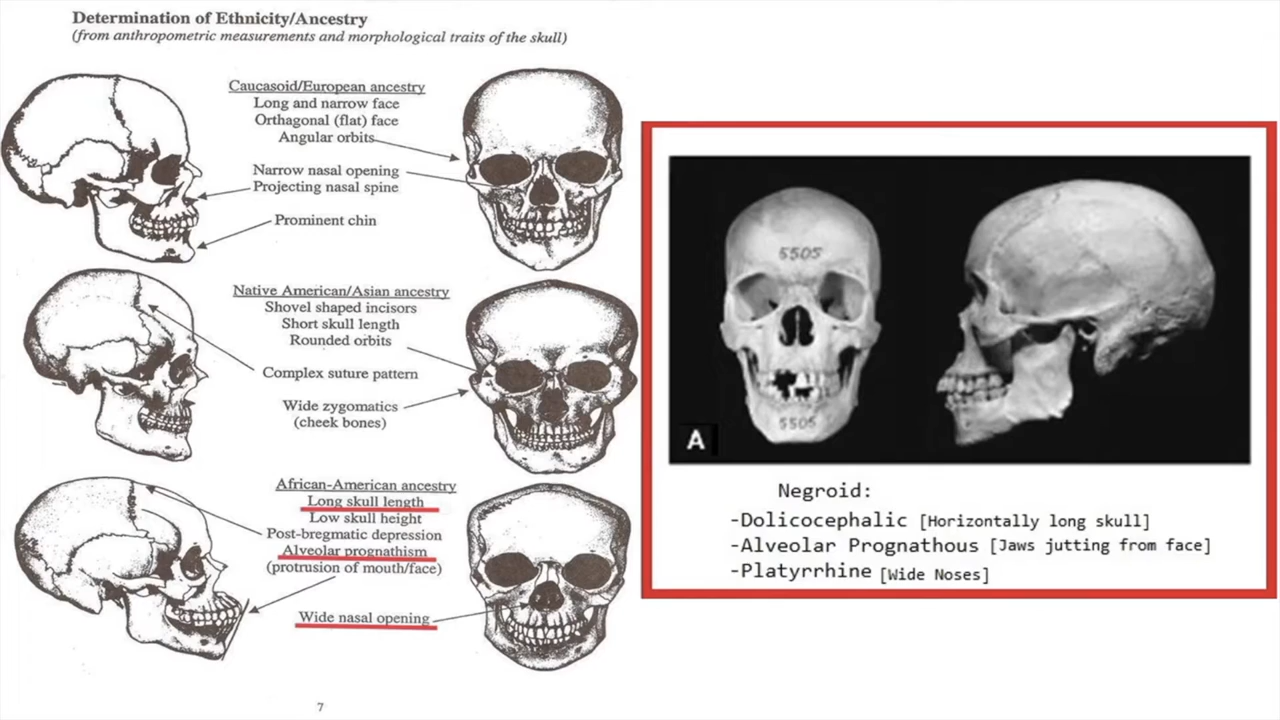 Determination of Ethnicity/Ancestry
(from anthropometric measurements and morphological traits of the skull)
Caucasoid/European ancestry
Long and narrow face
Orthagonal (flat) face
Angular orbits
Narrow nasal opening
Projecting nasal spine
Prominent chin
Native American/Asian ancestry
Shovel shaped incisors
Short skull length
Rounded orbits
Complex suture pattern
Wide zygomatics
(cheek bones)
African-American ancestry
Long skull length
Low skull height
Post-bregmatic depression
Alveolar prognathism
(protrusion of mouth/face)
Wide nasal opening
7
5505
5505
A
Negroid:
-Dolicocephalic [Horizontally long skull]
-Alveolar Prognathous [Jaws jutting from face]
-Platyrrhine [Wide Noses]